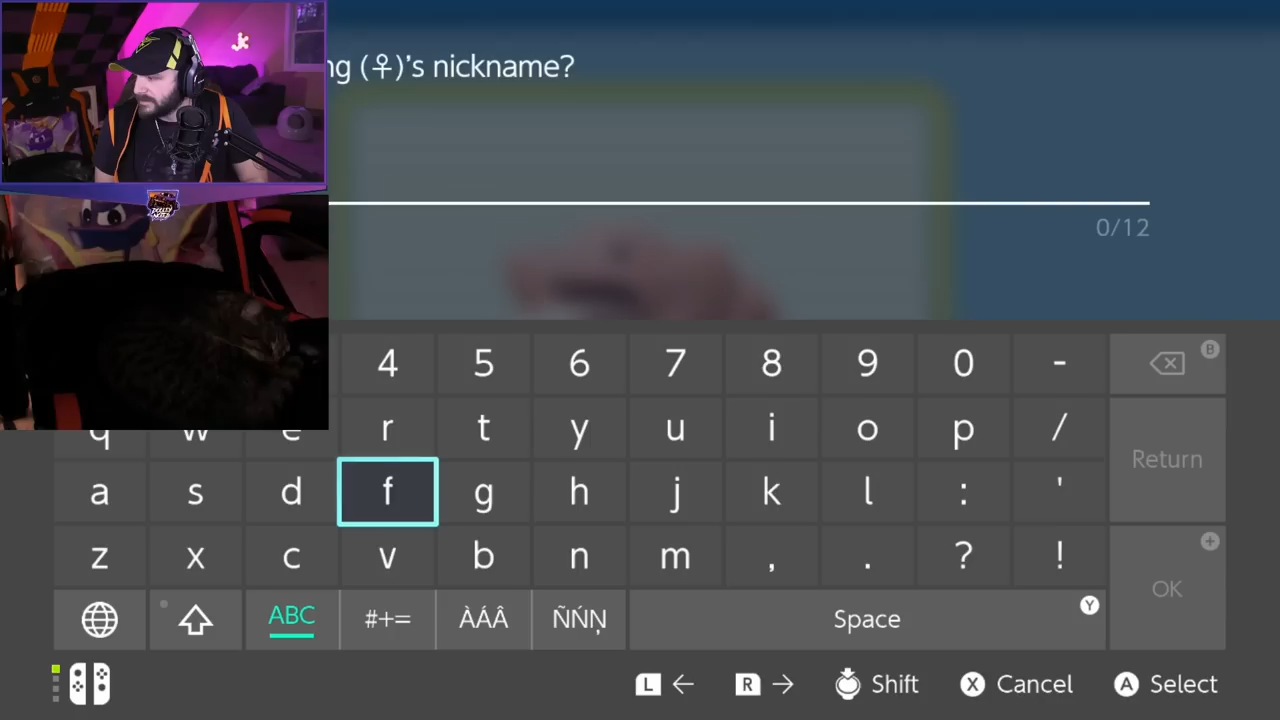 ng (♀)'s nickname?
0/12
4 5 6 7 8 9 0 -
q w e r t y u i o p /
Return
a s d f g h j k l : '
z x c v b n m , . ? !
OK
ABC #+= ÀÁÂ ÑŃŅ Space Y
B
+
L ← R → Shift X Cancel A Select